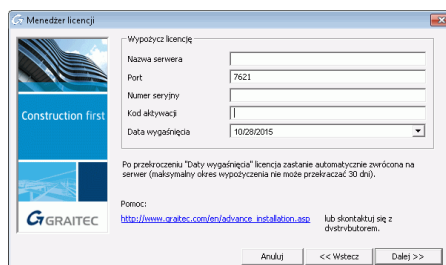 Menedżer licencji
Wypożycz licencję
Nazwa serwera
Port 7621
Numer seryjny
Kod aktywacji
Data wygaśnięcia 10/28/2015
Construction first
GRAITEC
Po przekroczeniu "Daty wygaśnięcia" licencja zastanie automatycznie zwrócona na
serwer (maksymalny okres wypożyczenia nie może przekraczać 30 dni).
Pomoc:
http://www.graitec.com/en/advance_installation.asp lub skontaktuj się z
dystrybutorem.
Anuluj << Wstecz Dalej >>